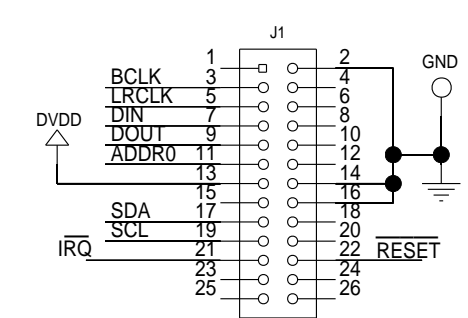 J1
1 2
BCLK 3 4
LRCLK 5 6
DIN 7 8
DOUT 9 10
ADDR0 11 12
13 14
15 16
SDA 17 18
SCL 19 20
IRQ 21 22 RESET
23 24
25 26
DVDD
GND